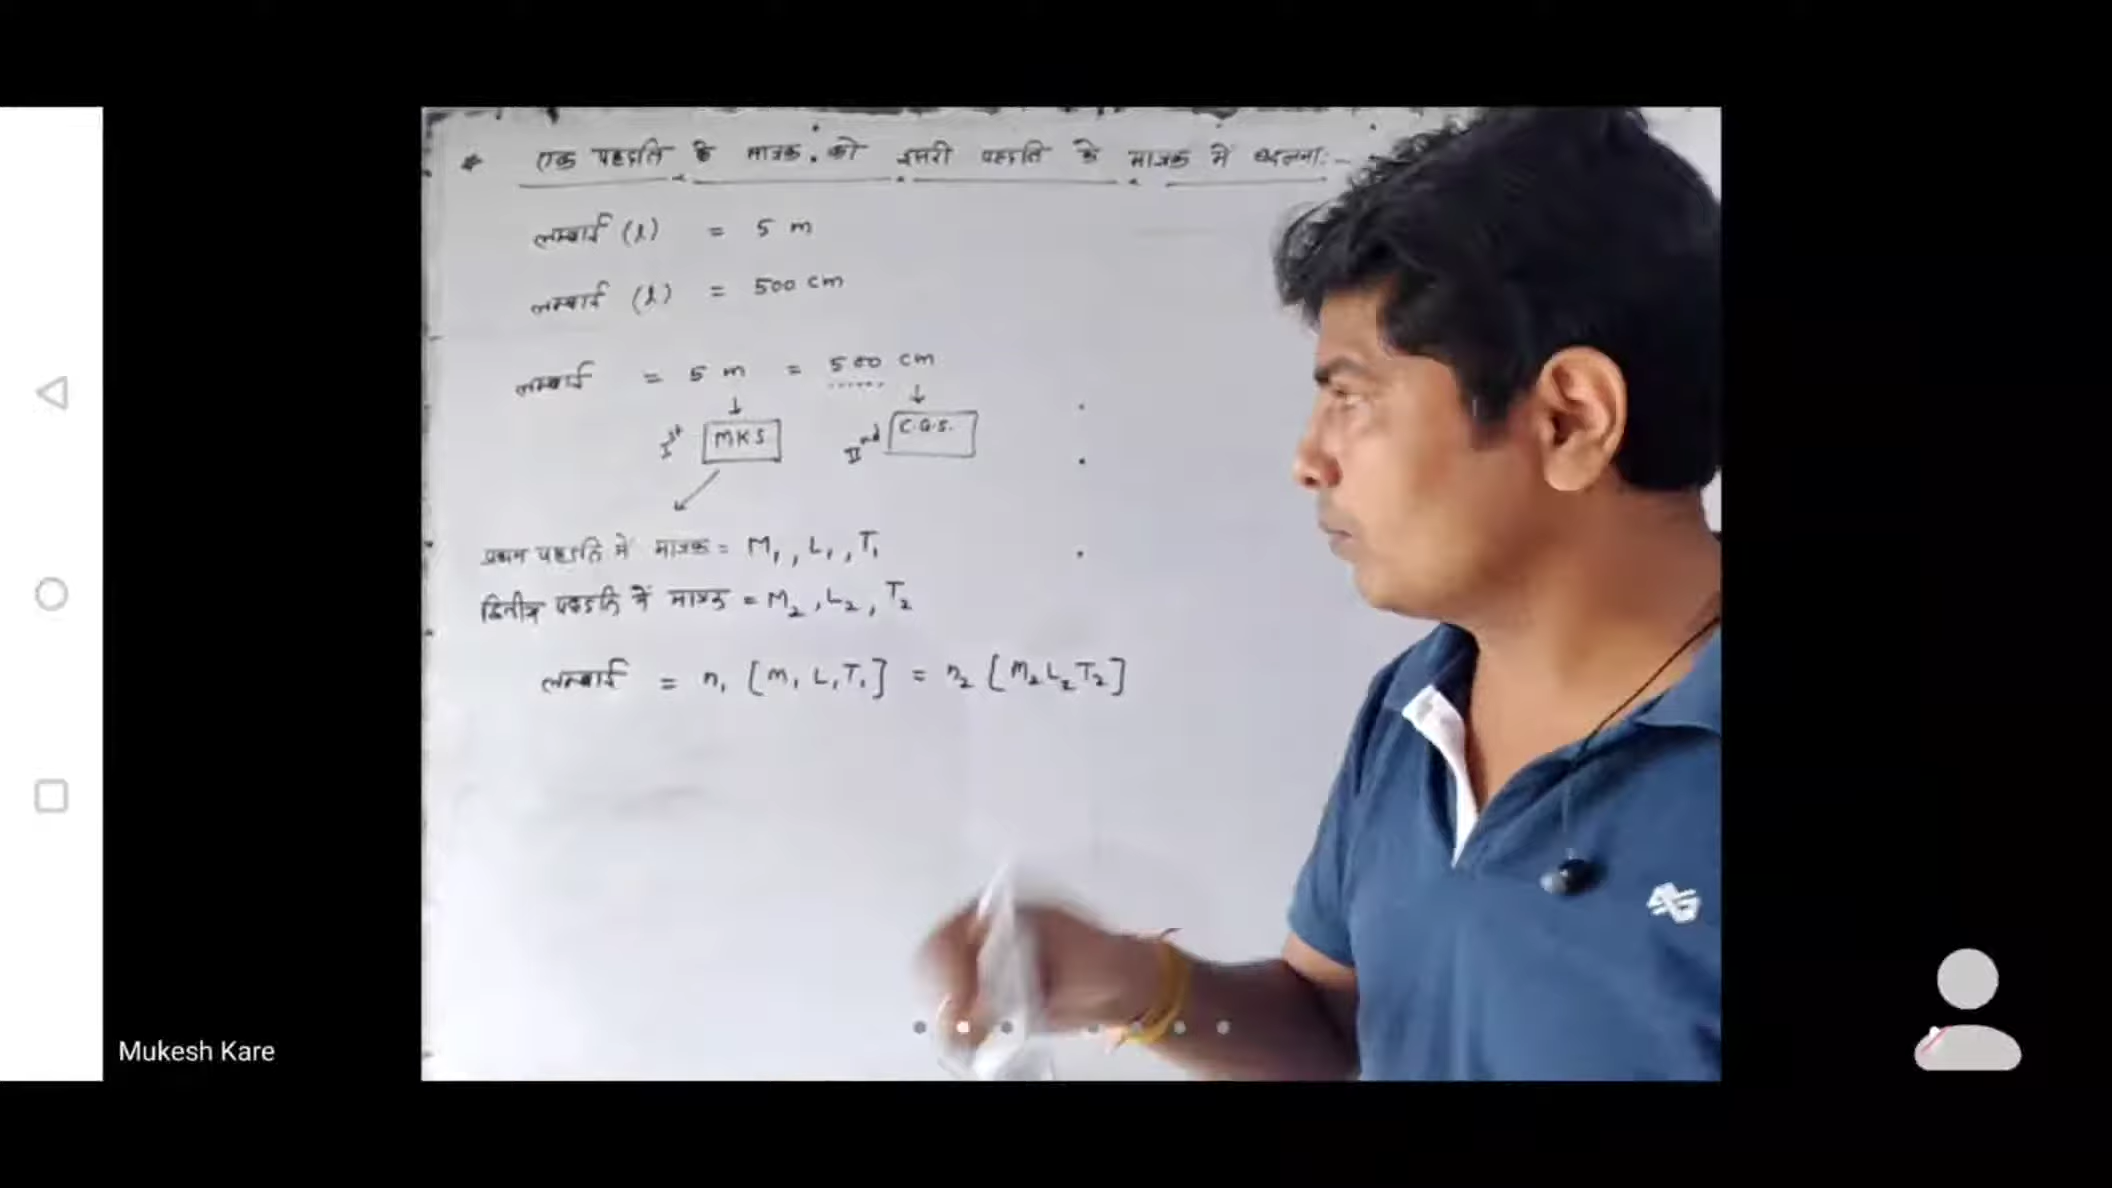 * एक पद्धति के मात्रक को दूसरी पद्धति के मात्रक में बदलना:-
लम्बाई (l) = 5 m
लम्बाई (l) = 500 cm
लम्बाई = 5 m = 500 cm
Ist MKS IInd C.G.S.
प्रथम पद्धति में मात्रक = M₁, L₁, T₁
द्वितीय पद्धति में मात्रक = M₂, L₂, T₂
लम्बाई = n₁ [M₁ L₁ T₁] = n₂ [M₂ L₂ T₂]
Mukesh Kare